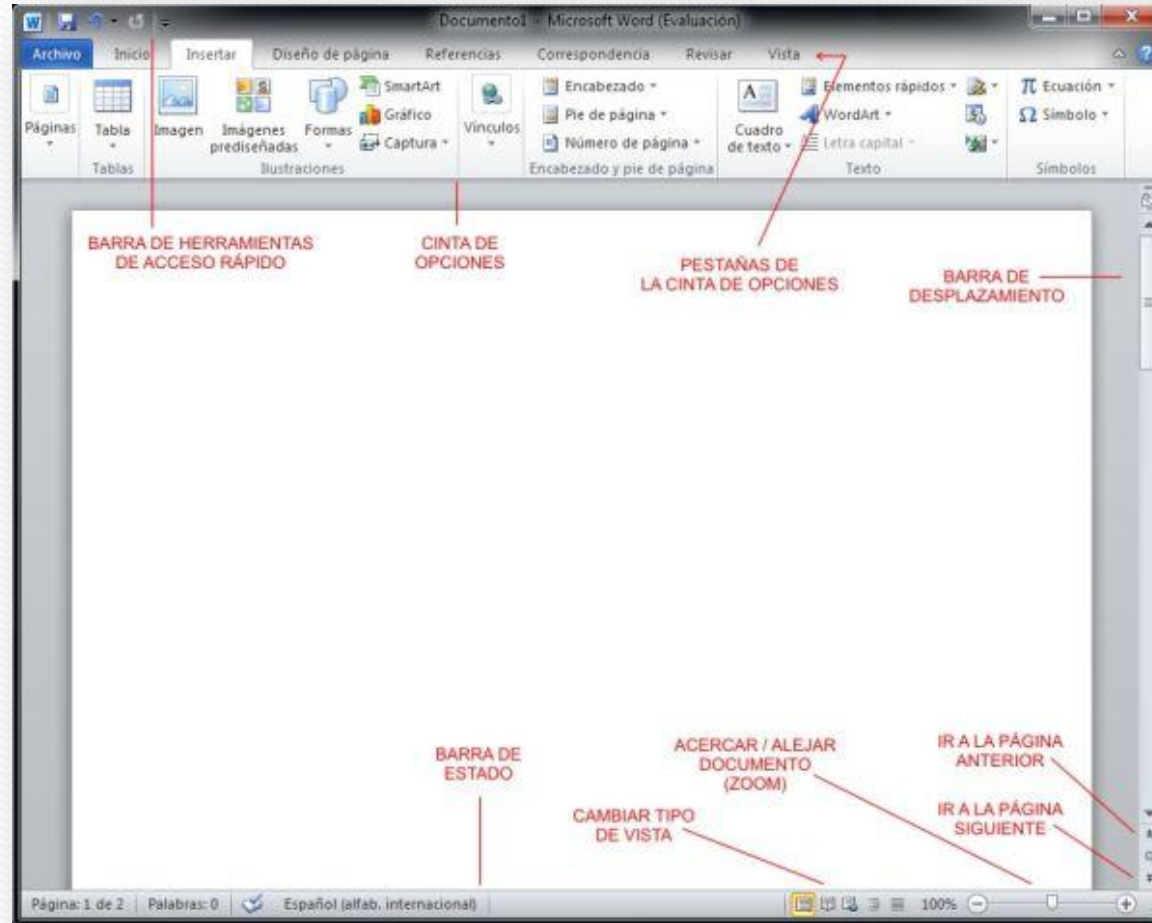 Documento1 - Microsoft Word (Evaluación)
Archivo Inicio Insertar Diseño de página Referencias Correspondencia Revisar Vista
Páginas
Tabla
Tablas
Imagen
Imágenes prediseñadas
Formas
SmartArt
Gráfico
Captura
Ilustraciones
Vínculos
Encabezado
Pie de página
Número de página
Encabezado y pie de página
Cuadro de texto
Elementos rápidos
WordArt
Letra capital
Texto
π Ecuación
Ω Símbolo
Símbolos
BARRA DE HERRAMIENTAS
DE ACCESO RÁPIDO
CINTA DE
OPCIONES
PESTAÑAS DE
LA CINTA DE OPCIONES
BARRA DE
DESPLAZAMIENTO
BARRA DE
ESTADO
ACERCAR / ALEJAR
DOCUMENTO
(ZOOM)
CAMBIAR TIPO
DE VISTA
IR A LA PÁGINA
ANTERIOR
IR A LA PÁGINA
SIGUIENTE
Página: 1 de 2 Palabras: 0 Español (alfab. internacional) 100%